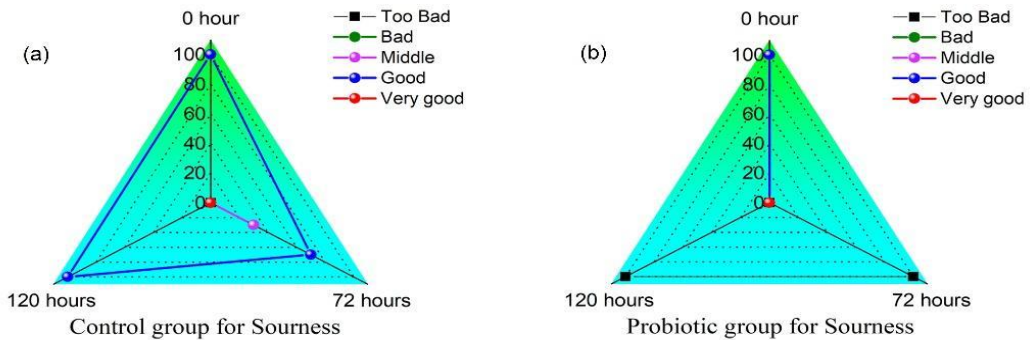 0 hour
(a)
Too Bad
Bad
Middle
Good
Very good
100
80
60
40
20
0
120 hours
72 hours
Control group for Sourness
0 hour
(b)
Too Bad
Bad
Middle
Good
Very good
100
80
60
40
20
0
120 hours
72 hours
Probiotic group for Sourness